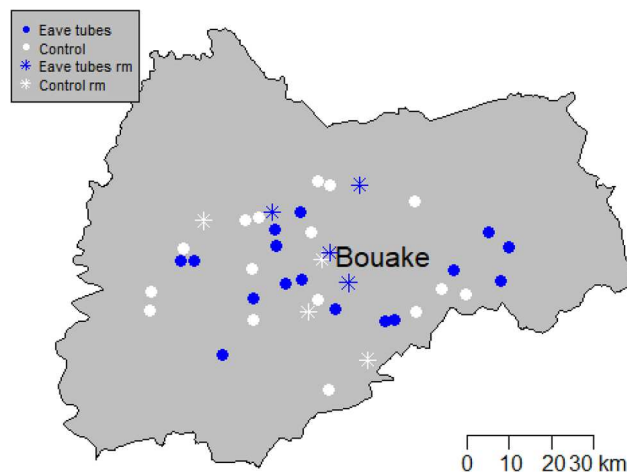 Eave tubes
Control
Eave tubes rm
Control rm
Bouake
0 10 20 30 km